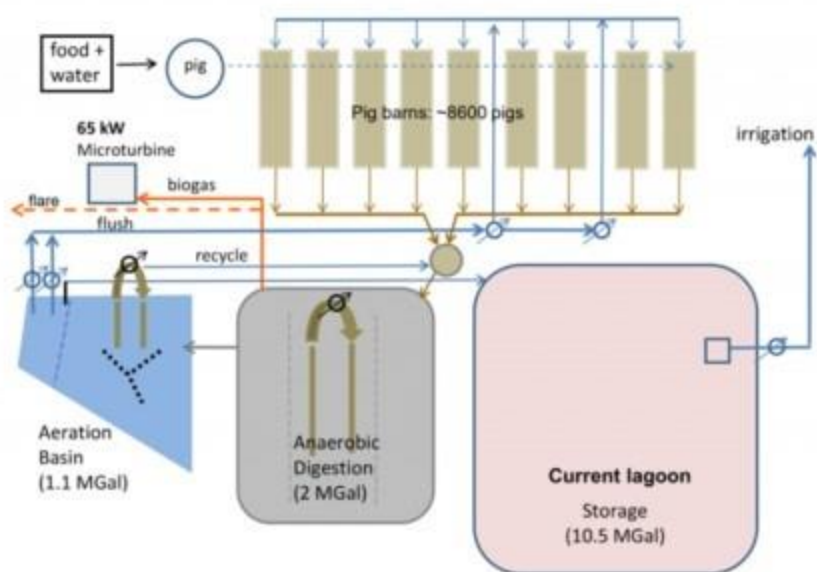 food +
water
pig
Pig barns: ~8600 pigs
65 kW
Microturbine
irrigation
biogas
flare
flush
recycle
Aeration
Basin
(1.1 MGal)
Anaerobic
Digestion
(2 MGal)
Current lagoon
Storage
(10.5 MGal)